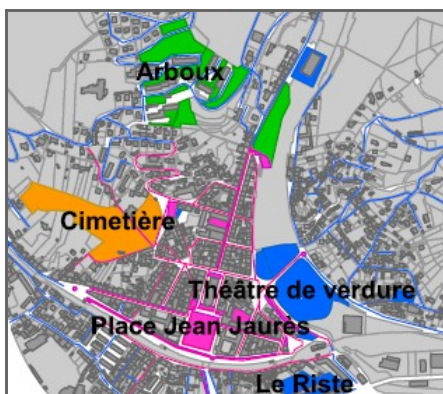 Arboux
Cimetière
Théâtre de verdure
Place Jean Jaurès
Le Riste